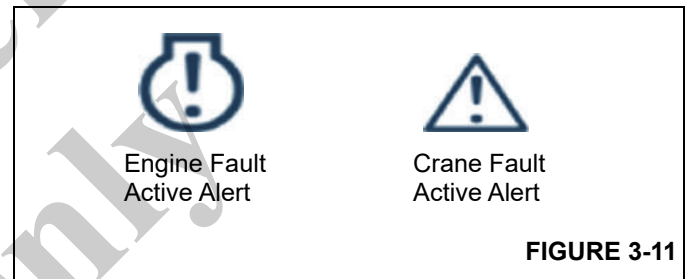 Engine Fault
Active Alert
Crane Fault
Active Alert
FIGURE 3-11